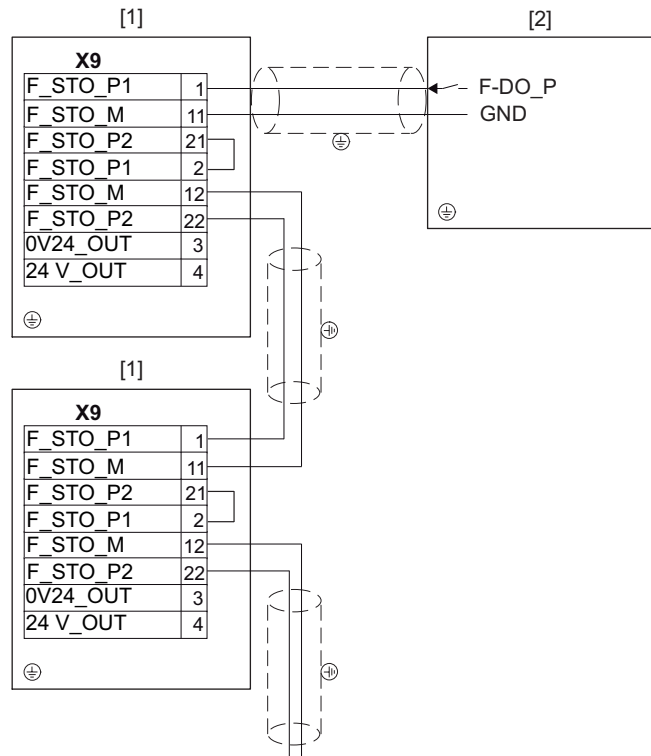 [1]
[2]
X9
F_STO_P1 1
F_STO_M 11
F_STO_P2 21
F_STO_P1 2
F_STO_M 12
F_STO_P2 22
0V24_OUT 3
24 V_OUT 4
F-DO_P
GND
[1]
X9
F_STO_P1 1
F_STO_M 11
F_STO_P2 21
F_STO_P1 2
F_STO_M 12
F_STO_P2 22
0V24_OUT 3
24 V_OUT 4